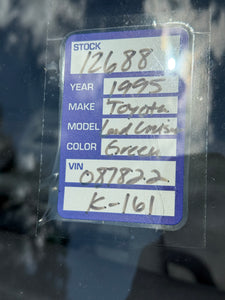 STOCK
12688
YEAR 1995
MAKE Toyota
MODEL Land Cruiser
COLOR Green
VIN
087822
K-161